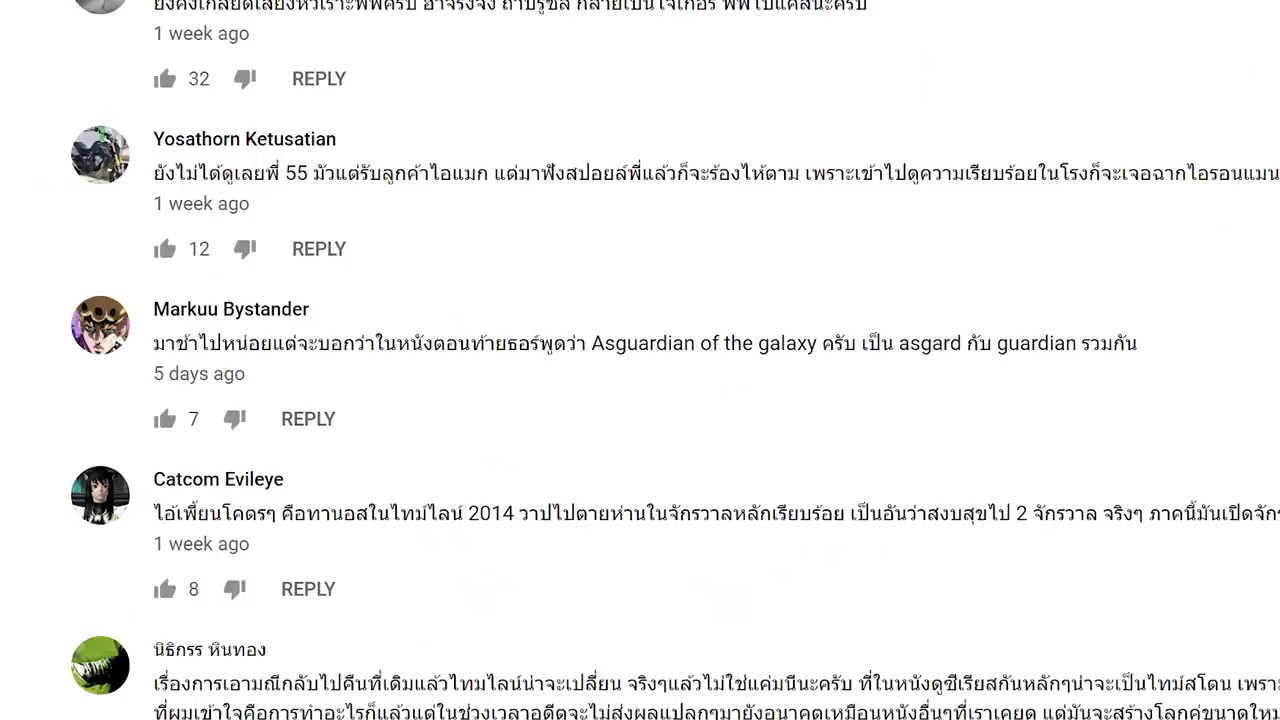 1 week ago
32 REPLY
Yosathorn Ketusatian
ยังไม่ได้ดูเลยพี่ 55 มัวแต่รับลูกค้าไอแมก แต่มาฟังสปอยล์พี่แล้วก็จะร้องไห้ตาม เพราะเข้าไปดูความเรียบร้อยในโรงก็จะเจอฉากไอรอนแมน
1 week ago
12 REPLY
Markuu Bystander
มาช้าไปหน่อยแต่จะบอกว่าในหนังตอนท้ายธอร์พูดว่า Asguardian of the galaxy ครับ เป็น asgard กับ guardian รวมกัน
5 days ago
7 REPLY
Catcom Evileye
ไอ้เพี้ยนโคตรๆ คือทานอสในไทม์ไลน์ 2014 วาปไปตายห่านในจักรวาลหลักเรียบร้อย เป็นอันว่าสงบสุขไป 2 จักรวาล จริงๆ ภาคนี้มันเปิดจัก
1 week ago
8 REPLY
นิธิกรร หินทอง
เรื่องการเอามณีกลับไปคืนที่เดิมแล้วไทมไลน์น่าจะเปลี่ยน จริงๆแล้วไม่ใช่แค่มนีนะครับ ที่ในหนังดูซีเรียสกันหลักๆน่าจะเป็นไทม์สโตน เพราะ
ที่ผมเข้าใจคือการทำอะไรก็แล้วแต่ในช่วงเวลาอดีตจะไม่ส่งผลแปลกๆมายังอนาคตเหมือนหนังอื่นๆที่เราเคยดู แต่มันจะสร้างโลกคู่ขนานใหม